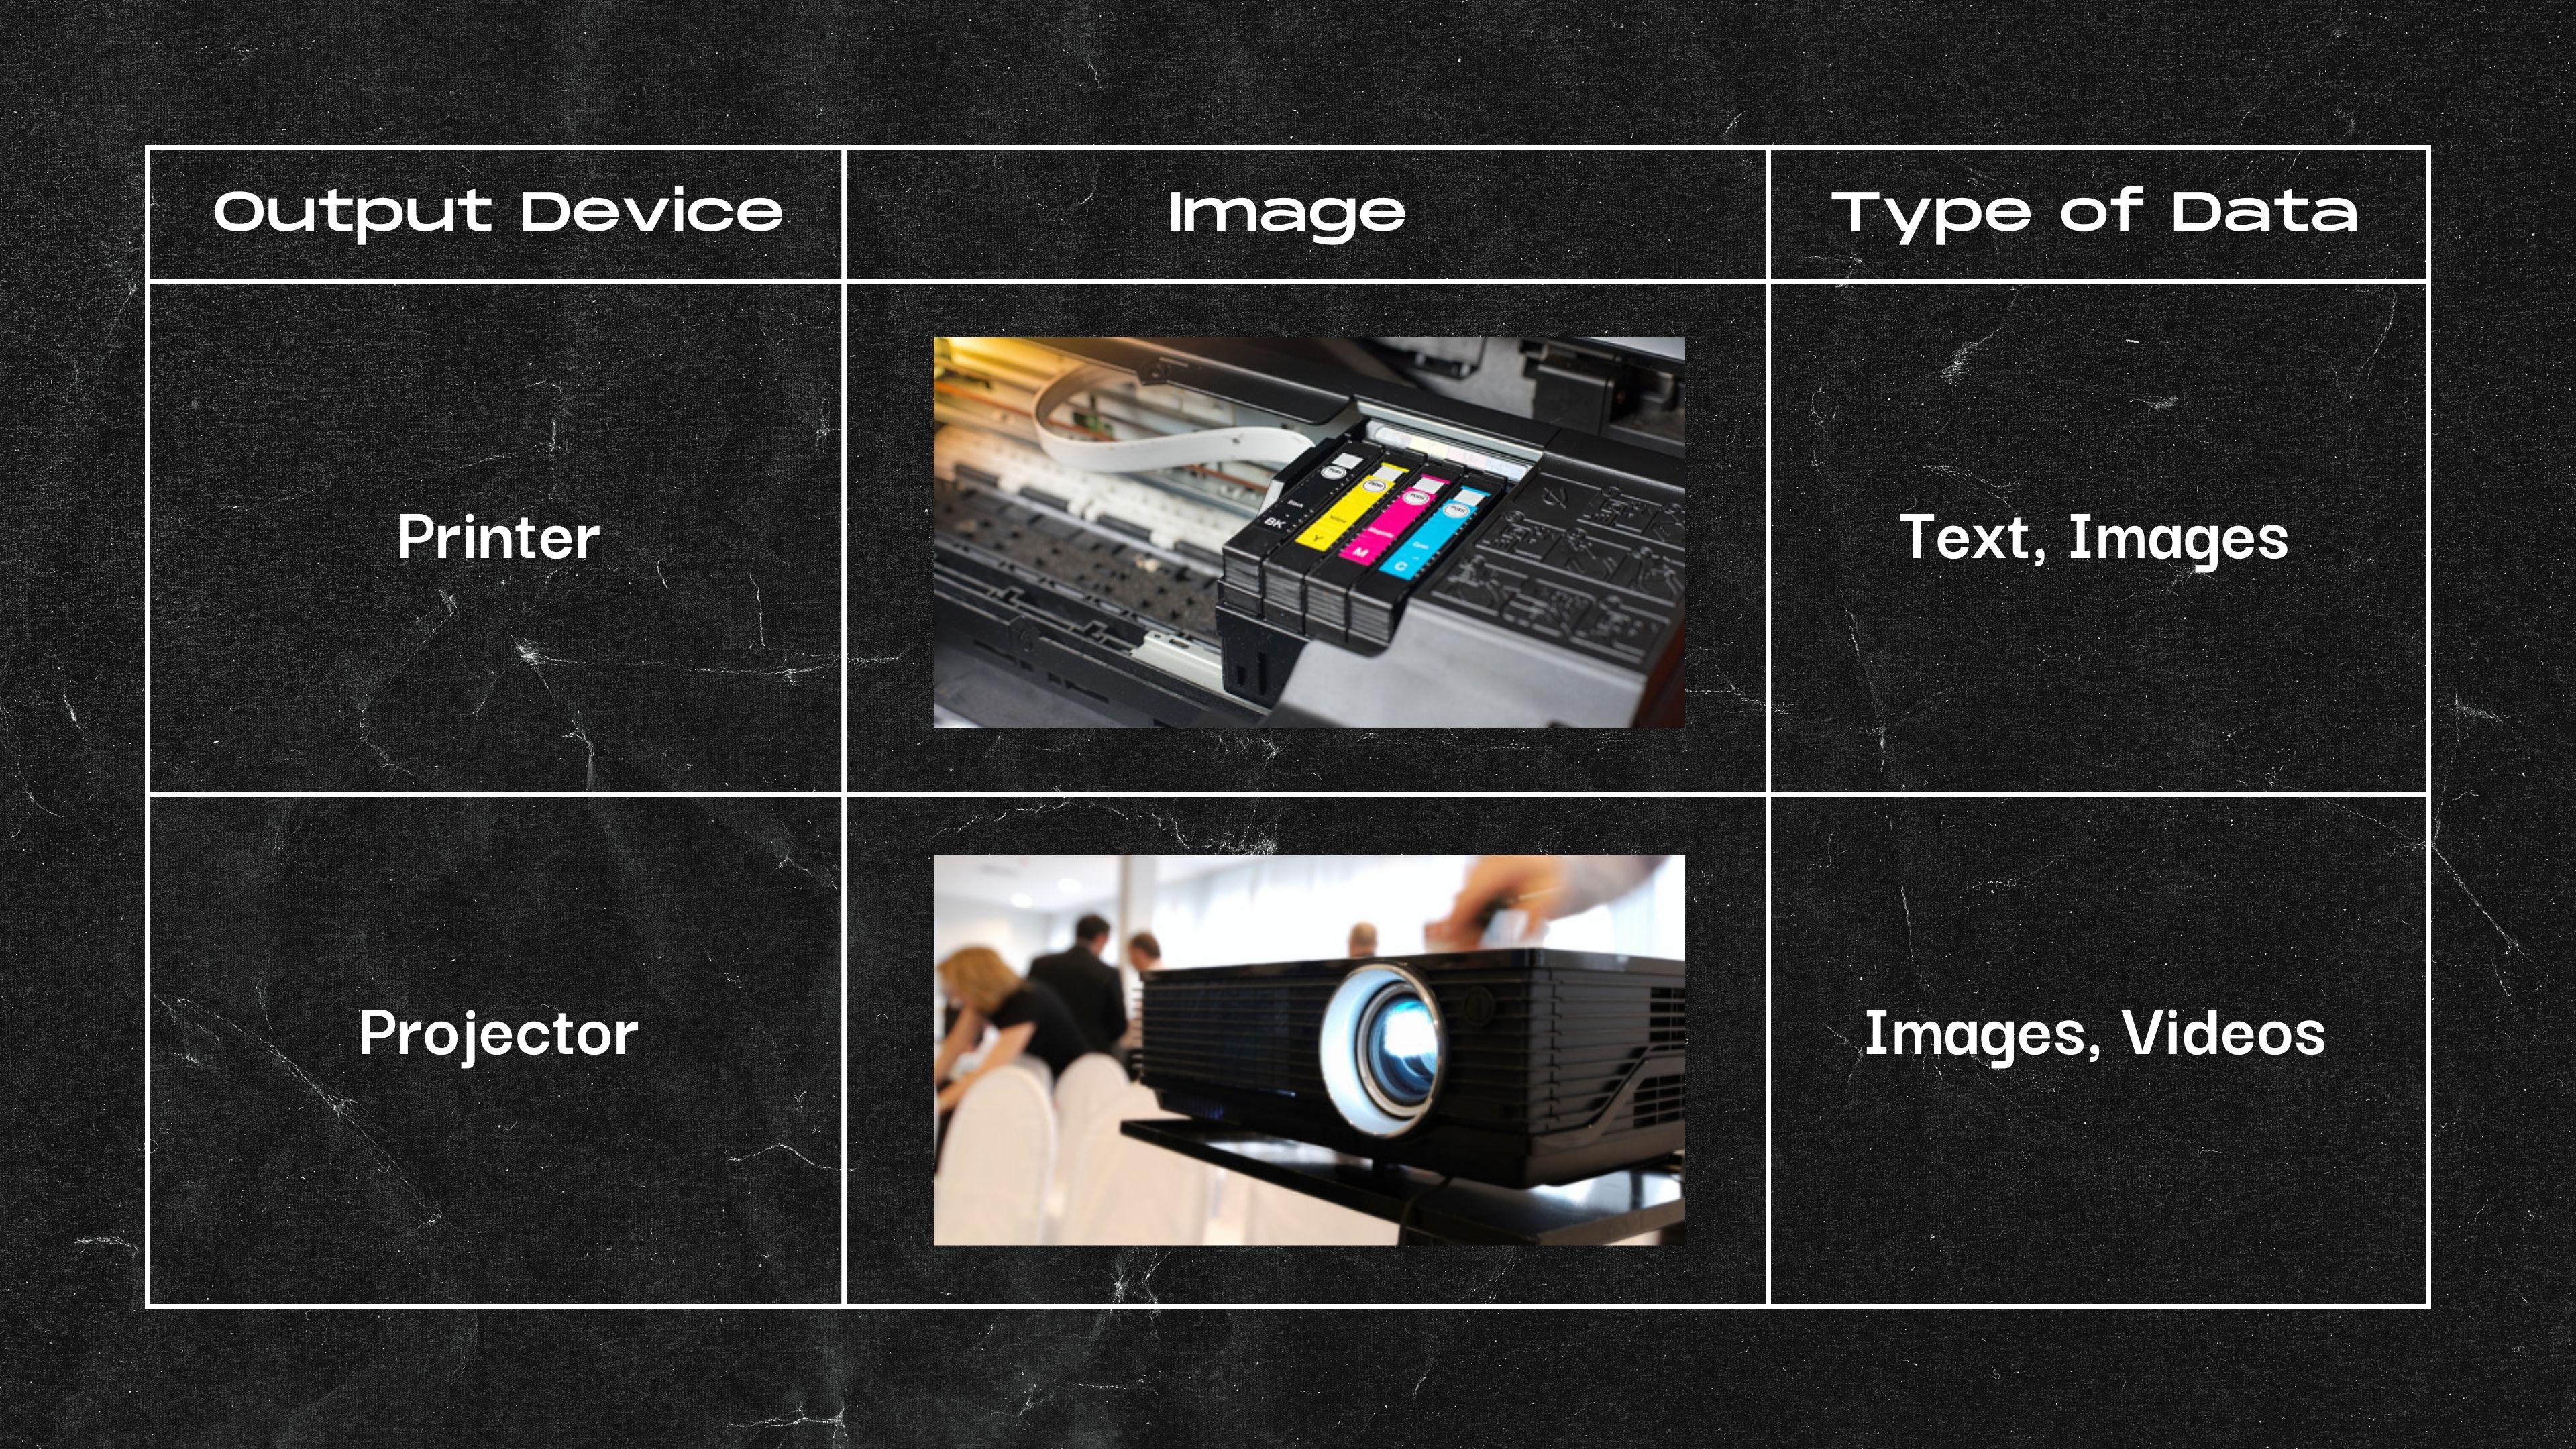 Output Device
Image
Type of Data
Printer
BK
Y
M
C
Text, Images
Projector
Images, Videos